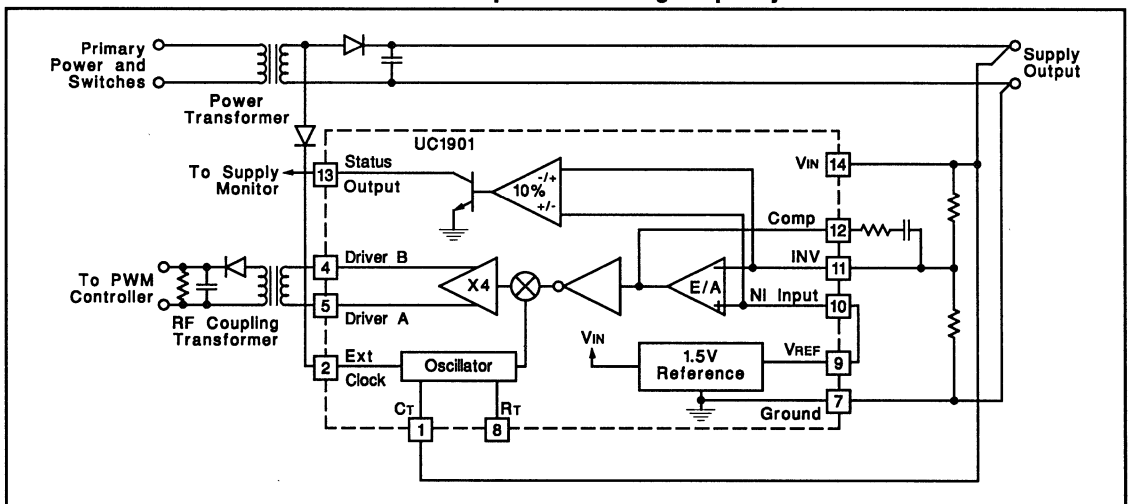 Primary
Power and
Switches
Power
Transformer
Supply
Output
UC1901
To Supply
Monitor
13
Status
Output
10%
-/+
+/-
VIN
14
Comp
12
INV
11
NI Input
10
VREF
9
Ground
7
To PWM
Controller
RF Coupling
Transformer
4
Driver B
5
Driver A
X4
E/A
VIN
1.5V
Reference
2
Ext
Clock
Oscillator
CT
1
RT
8